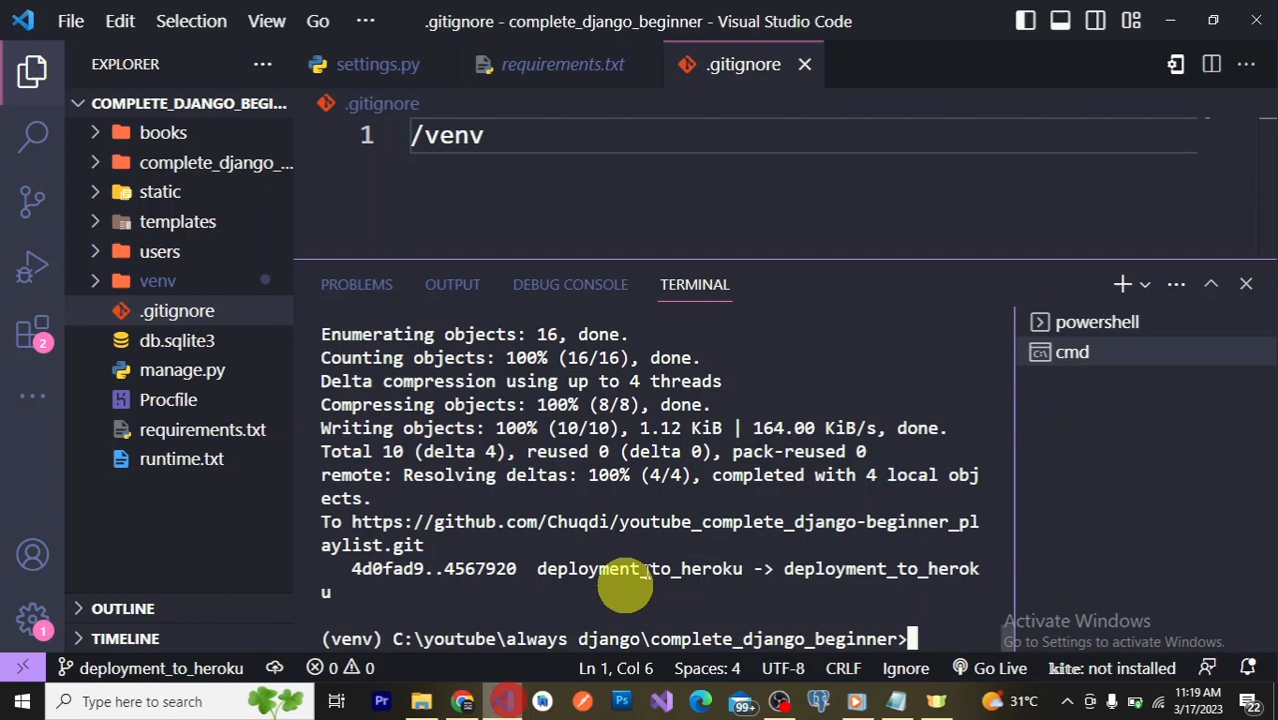 File Edit Selection View Go ··· .gitignore - complete_django_beginner - Visual Studio Code
EXPLORER ···
settings.py requirements.txt .gitignore
COMPLETE_DJANGO_BEGI...
.gitignore
books
1 /venv
complete_django_...
static
templates
users
venv
.gitignore
db.sqlite3
manage.py
Procfile
requirements.txt
runtime.txt
OUTLINE
TIMELINE
2
1
PROBLEMS OUTPUT DEBUG CONSOLE TERMINAL
powershell
cmd
Enumerating objects: 16, done.
Counting objects: 100% (16/16), done.
Delta compression using up to 4 threads
Compressing objects: 100% (8/8), done.
Writing objects: 100% (10/10), 1.12 KiB | 164.00 KiB/s, done.
Total 10 (delta 4), reused 0 (delta 0), pack-reused 0
remote: Resolving deltas: 100% (4/4), completed with 4 local obj
ects.
To https://github.com/Chuqdi/youtube_complete_django-beginner_pl
aylist.git
4d0fad9..4567920 deployment_to_heroku -> deployment_to_herok
u
(venv) C:\youtube\always django\complete_django_beginner>
Activate Windows
Go to Settings to activate Windows.
deployment_to_heroku 0 0 Ln 1, Col 6 Spaces: 4 UTF-8 CRLF Ignore Go Live kite: not installed
Type here to search
Pr
Ps
99+
31°C
11:19 AM
3/17/2023
22